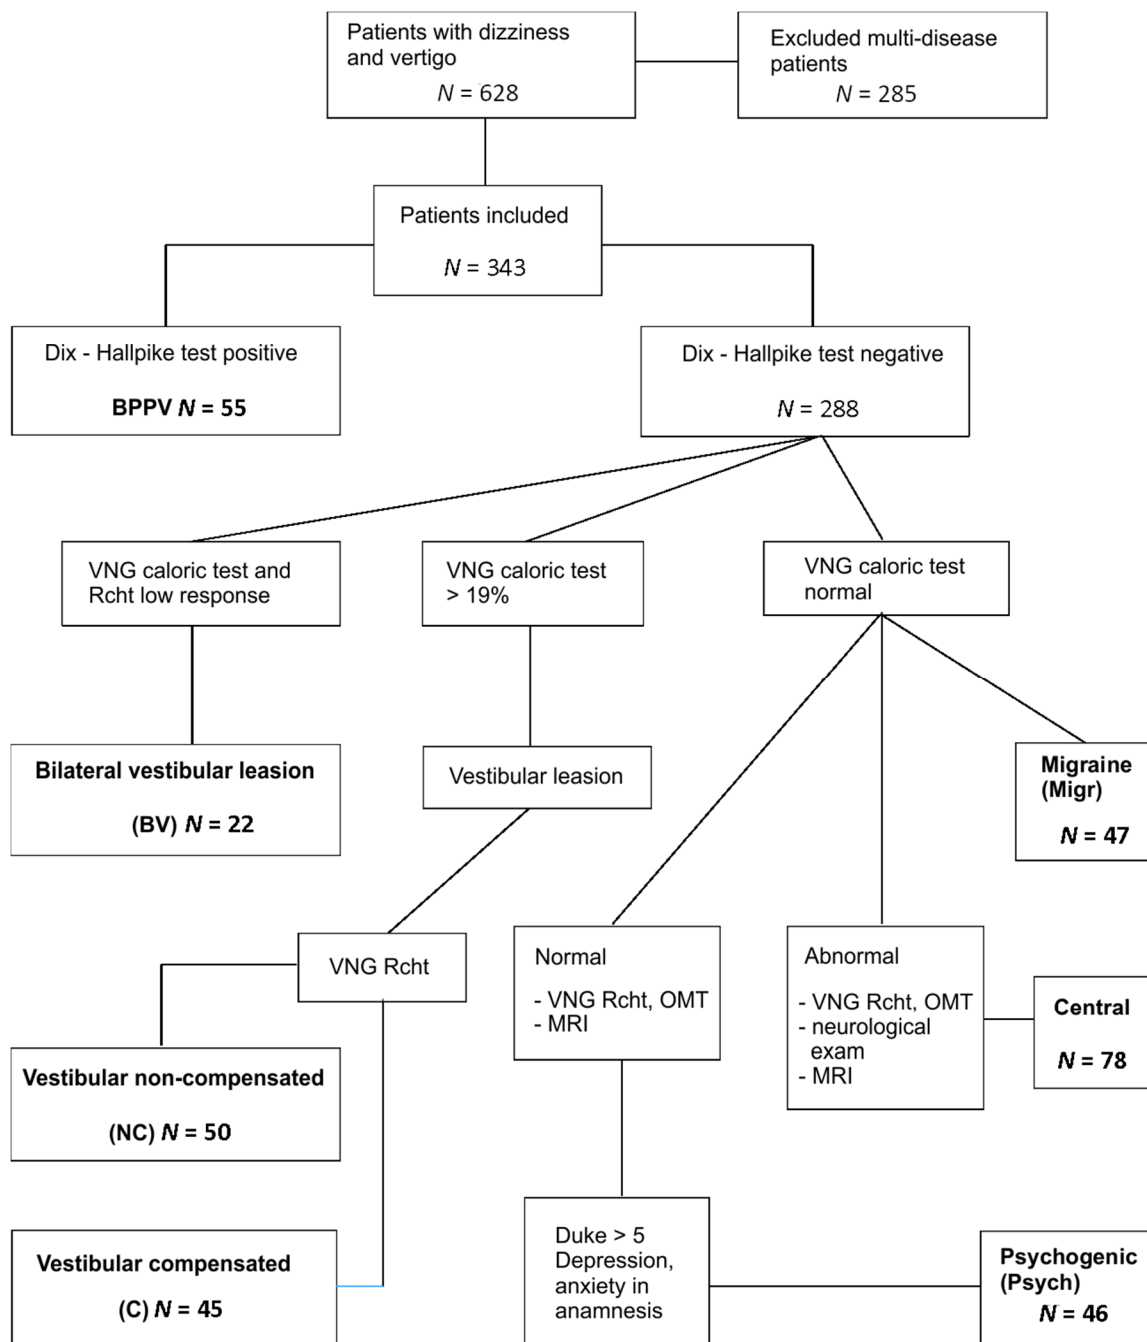 Patients with dizziness
and vertigo
N = 628
Excluded multi-disease
patients
N = 285
Patients included
N = 343
Dix - Hallpike test positive
BPPV N = 55
Dix - Hallpike test negative
N = 288
VNG caloric test and
Rcht low response
VNG caloric test
> 19%
VNG caloric test
normal
Bilateral vestibular leasion
(BV) N = 22
Vestibular leasion
Migraine
(Migr)
N = 47
VNG Rcht
Normal
- VNG Rcht, OMT
- MRI
Abnormal
- VNG Rcht, OMT
- neurological
exam
- MRI
Central
N = 78
Vestibular non-compensated
(NC) N = 50
Vestibular compensated
(C) N = 45
Duke > 5
Depression,
anxiety in
anamnesis
Psychogenic
(Psych)
N = 46